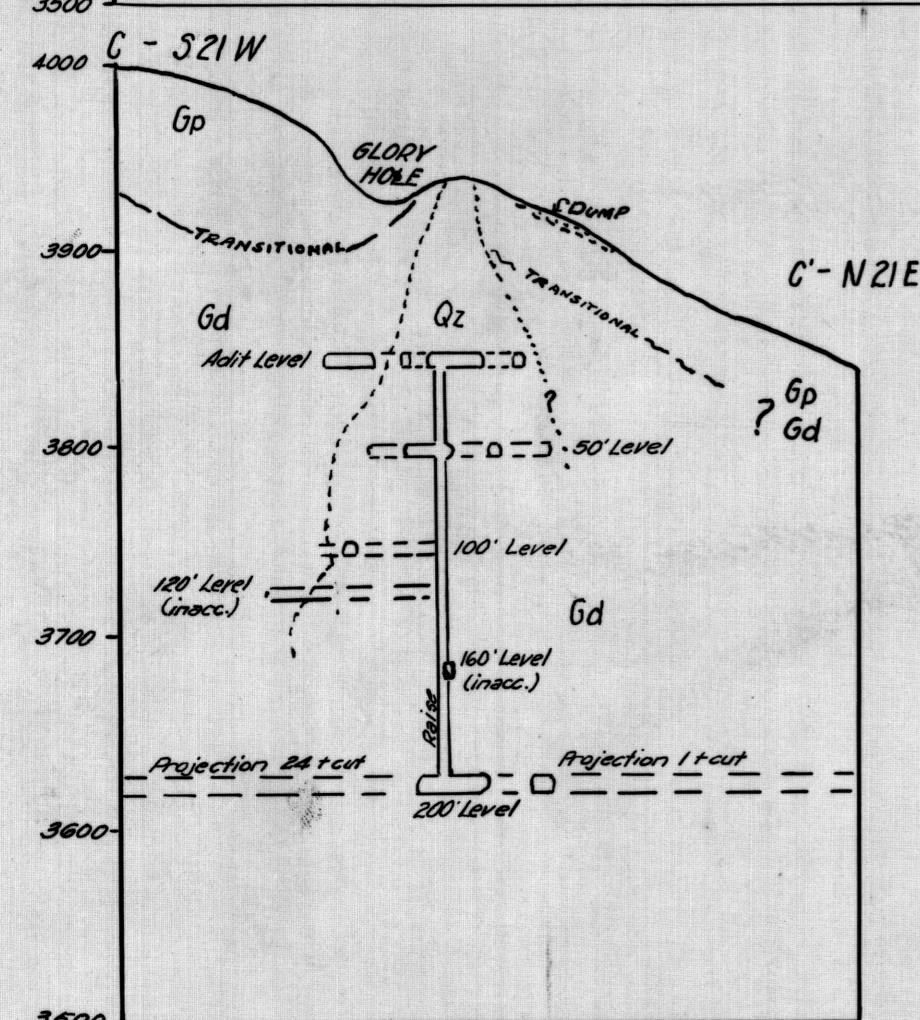 3500
C - S21W
4000
Gp
GLORY
HOLE
DUMP
TRANSITIONAL
3900
C' - N21E
TRANSITIONAL
Gd
Qz
Adit Level
?
Gp
? Gd
3800
50' Level
100' Level
120' Level
(inacc.)
Gd
3700
160' Level
(inacc.)
Raise
Projection 24 + cut
Projection 1 + cut
200' Level
3600
3500